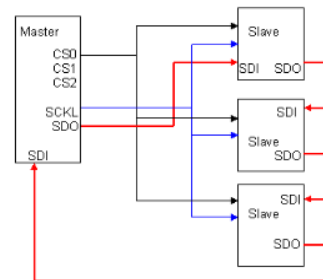 Master
CS0
CS1
CS2
SCKL
SDO
SDI
Slave
SDI SDO
SDI
Slave
SDO
SDI
Slave
SDO